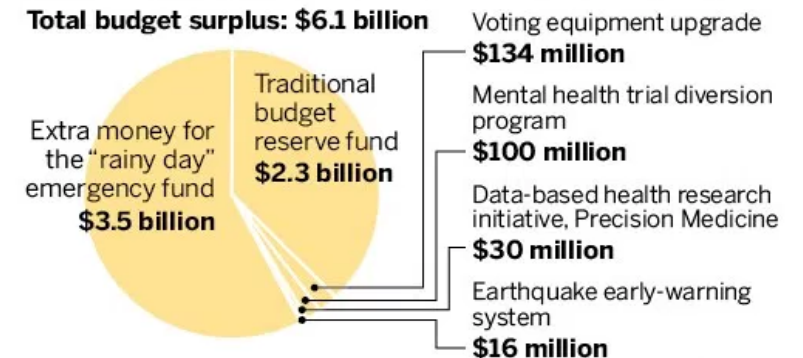 Total budget surplus: $6.1 billion
Extra money for
the “rainy day”
emergency fund
$3.5 billion
Traditional
budget
reserve fund
$2.3 billion
Voting equipment upgrade
$134 million
Mental health trial diversion
program
$100 million
Data-based health research
initiative, Precision Medicine
$30 million
Earthquake early-warning
system
$16 million